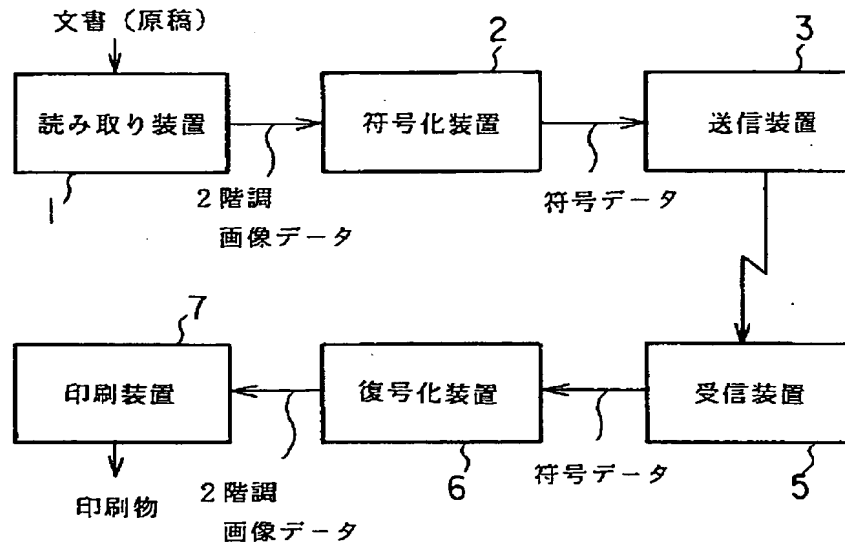 文書（原稿）
2
3
読み取り装置
符号化装置
送信装置
1
2階調
画像データ
符号データ
7
印刷装置
復号化装置
受信装置
印刷物
2階調
画像データ
6
符号データ
5